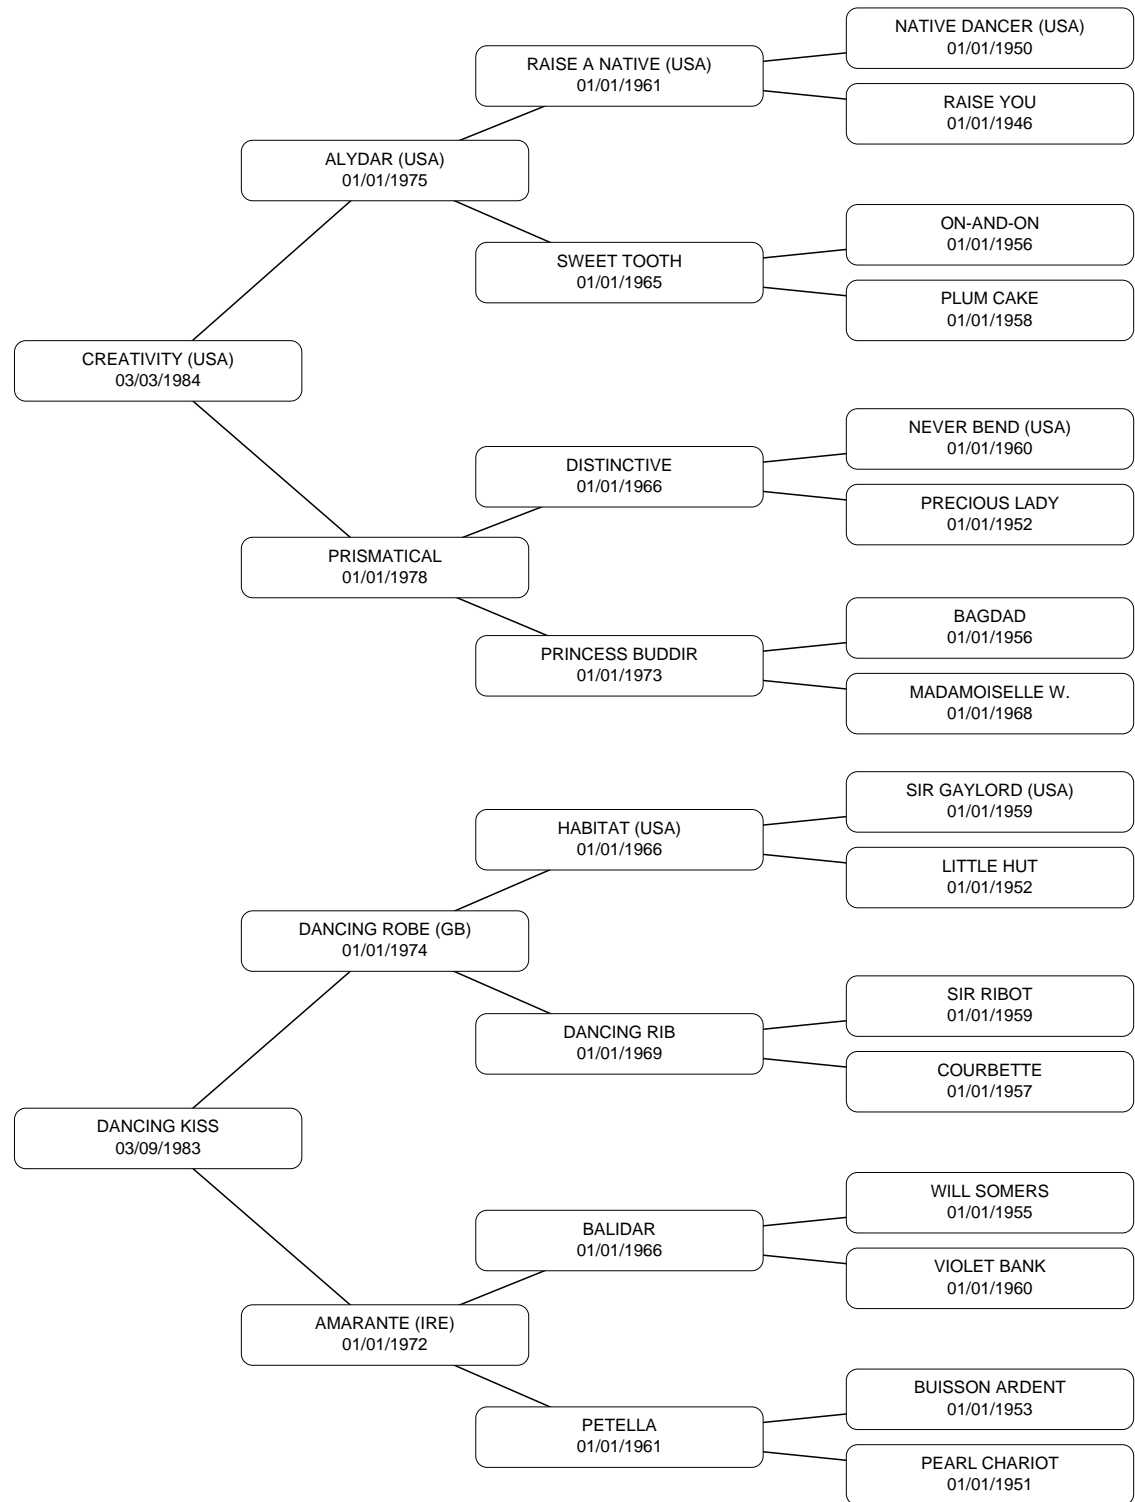 NATIVE DANCER (USA)
01/01/1950
RAISE A NATIVE (USA)
01/01/1961
RAISE YOU
01/01/1946
ALYDAR (USA)
01/01/1975
ON-AND-ON
01/01/1956
SWEET TOOTH
01/01/1965
PLUM CAKE
01/01/1958
CREATIVITY (USA)
03/03/1984
NEVER BEND (USA)
01/01/1960
DISTINCTIVE
01/01/1966
PRECIOUS LADY
01/01/1952
PRISMATICAL
01/01/1978
BAGDAD
01/01/1956
PRINCESS BUDDIR
01/01/1973
MADAMOISELLE W.
01/01/1968
SIR GAYLORD (USA)
01/01/1959
HABITAT (USA)
01/01/1966
LITTLE HUT
01/01/1952
DANCING ROBE (GB)
01/01/1974
SIR RIBOT
01/01/1959
DANCING RIB
01/01/1969
COURBETTE
01/01/1957
DANCING KISS
03/09/1983
WILL SOMERS
01/01/1955
BALIDAR
01/01/1966
VIOLET BANK
01/01/1960
AMARANTE (IRE)
01/01/1972
BUISSON ARDENT
01/01/1953
PETELLA
01/01/1961
PEARL CHARIOT
01/01/1951